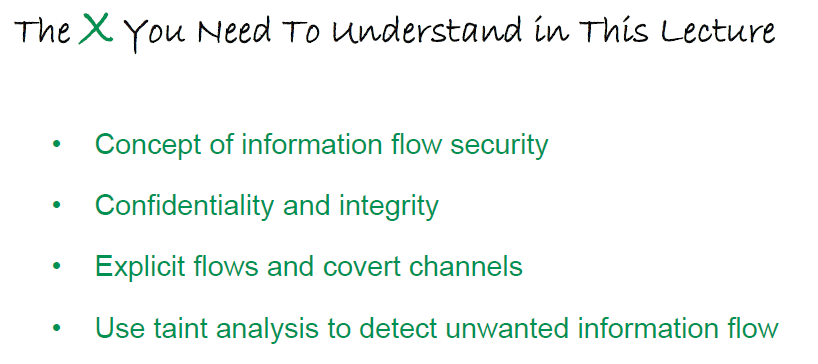 The X You Need To Understand in This Lecture
• Concept of information flow security
• Confidentiality and integrity
• Explicit flows and covert channels
• Use taint analysis to detect unwanted information flow